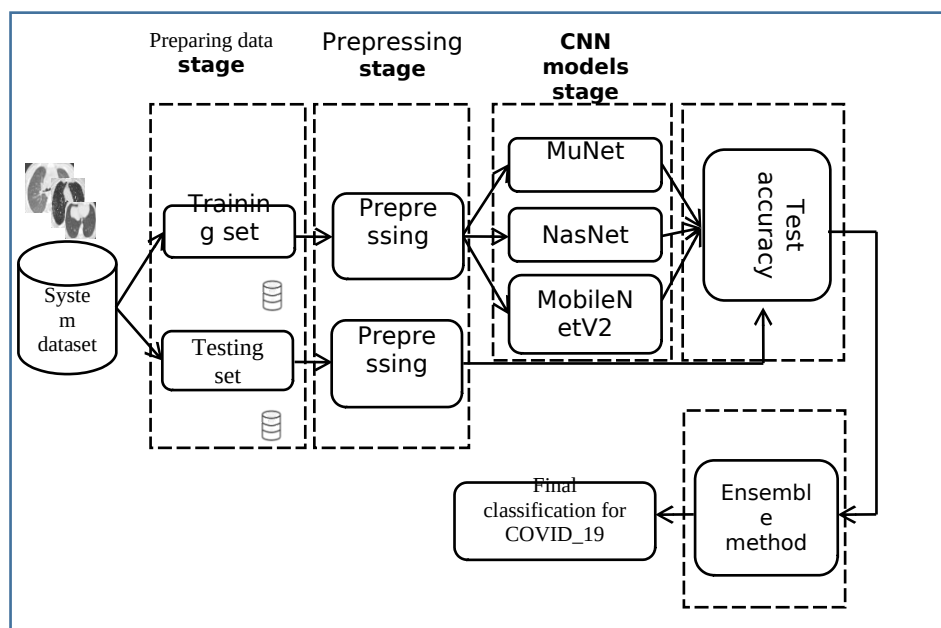 Preparing data
stage
Prepressing
stage
CNN
models
stage
Syste
m
dataset
Trainin
g set
Testing
set
Prepre
ssing
Prepre
ssing
MuNet
NasNet
MobileN
etV2
Test
accuracy
Ensembl
e
method
Final
classification for
COVID_19